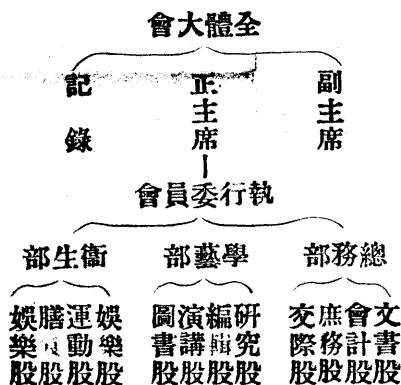 全體大會
副主席
正主席
記錄
執行委員會
總務部
學藝部
衞生部
文書股
會計股
庶務股
交際股
研究股
編輯股
演講股
圖書股
娛樂股
運動股
膳股
娛樂股